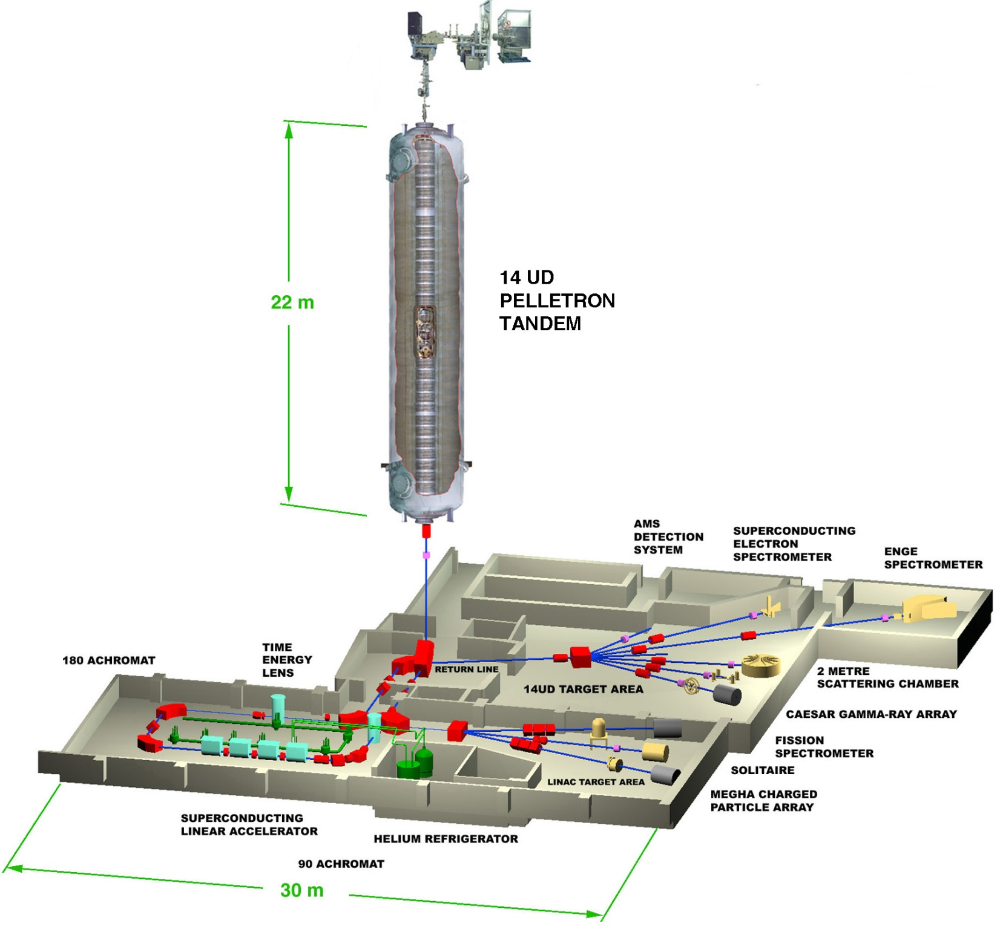 22 m
14 UD
PELLETRON
TANDEM
AMS
DETECTION
SYSTEM
SUPERCONDUCTING
ELECTRON
SPECTROMETER
ENGE
SPECTROMETER
TIME
ENERGY
LENS
180 ACHROMAT
RETURN LINE
14UD TARGET AREA
2 METRE
SCATTERING CHAMBER
CAESAR GAMMA-RAY ARRAY
FISSION
SPECTROMETER
SOLITAIRE
LINAC TARGET AREA
MEGHA CHARGED
PARTICLE ARRAY
SUPERCONDUCTING
LINEAR ACCELERATOR
HELIUM REFRIGERATOR
90 ACHROMAT
30 m